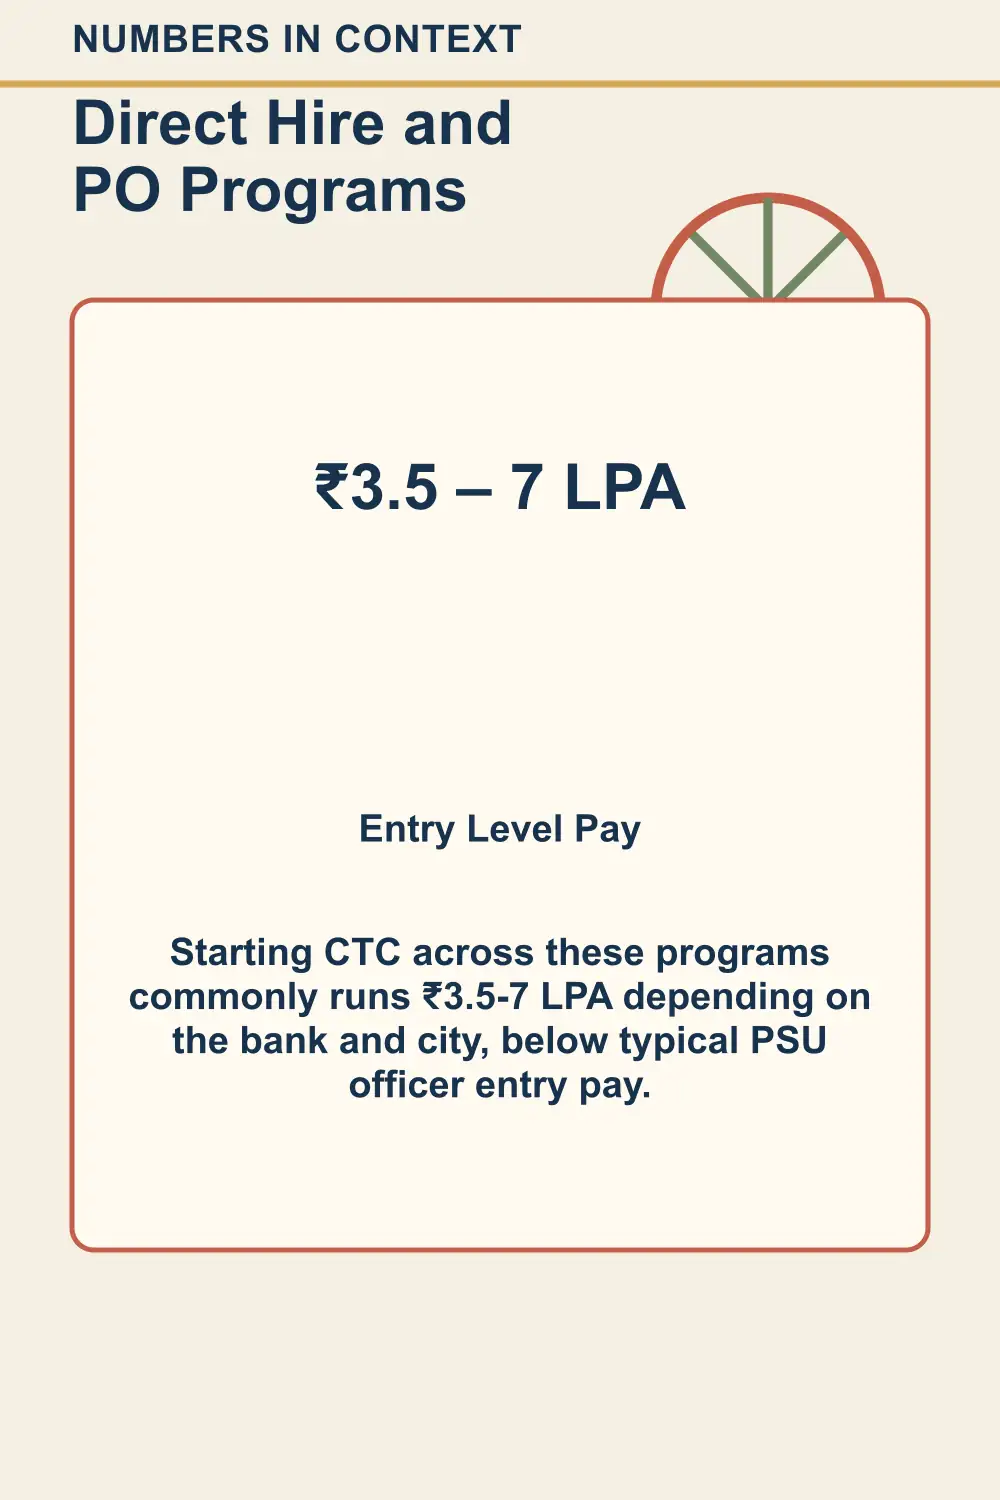 NUMBERS IN CONTEXT
Direct Hire and
PO Programs
₹3.5 – 7 LPA
Entry Level Pay
Starting CTC across these programs
commonly runs ₹3.5-7 LPA depending on
the bank and city, below typical PSU
officer entry pay.